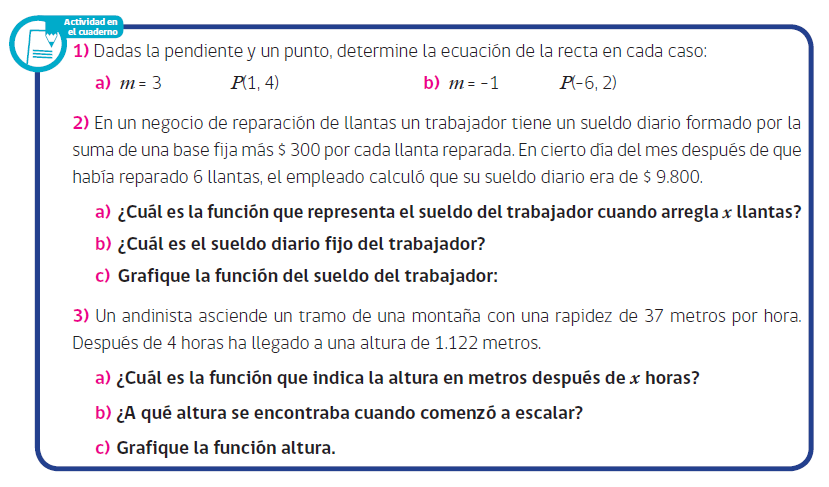 Actividad en
el cuaderno
1) Dadas la pendiente y un punto, determine la ecuación de la recta en cada caso:
a) m = 3 P(1, 4) b) m = -1 P(-6, 2)
2) En un negocio de reparación de llantas un trabajador tiene un sueldo diario formado por la
suma de una base fija más $ 300 por cada llanta reparada. En cierto día del mes después de que
había reparado 6 llantas, el empleado calculó que su sueldo diario era de $ 9.800.
a) ¿Cuál es la función que representa el sueldo del trabajador cuando arregla x llantas?
b) ¿Cuál es el sueldo diario fijo del trabajador?
c) Grafique la función del sueldo del trabajador:
3) Un andinista asciende un tramo de una montaña con una rapidez de 37 metros por hora.
Después de 4 horas ha llegado a una altura de 1.122 metros.
a) ¿Cuál es la función que indica la altura en metros después de x horas?
b) ¿A qué altura se encontraba cuando comenzó a escalar?
c) Grafique la función altura.